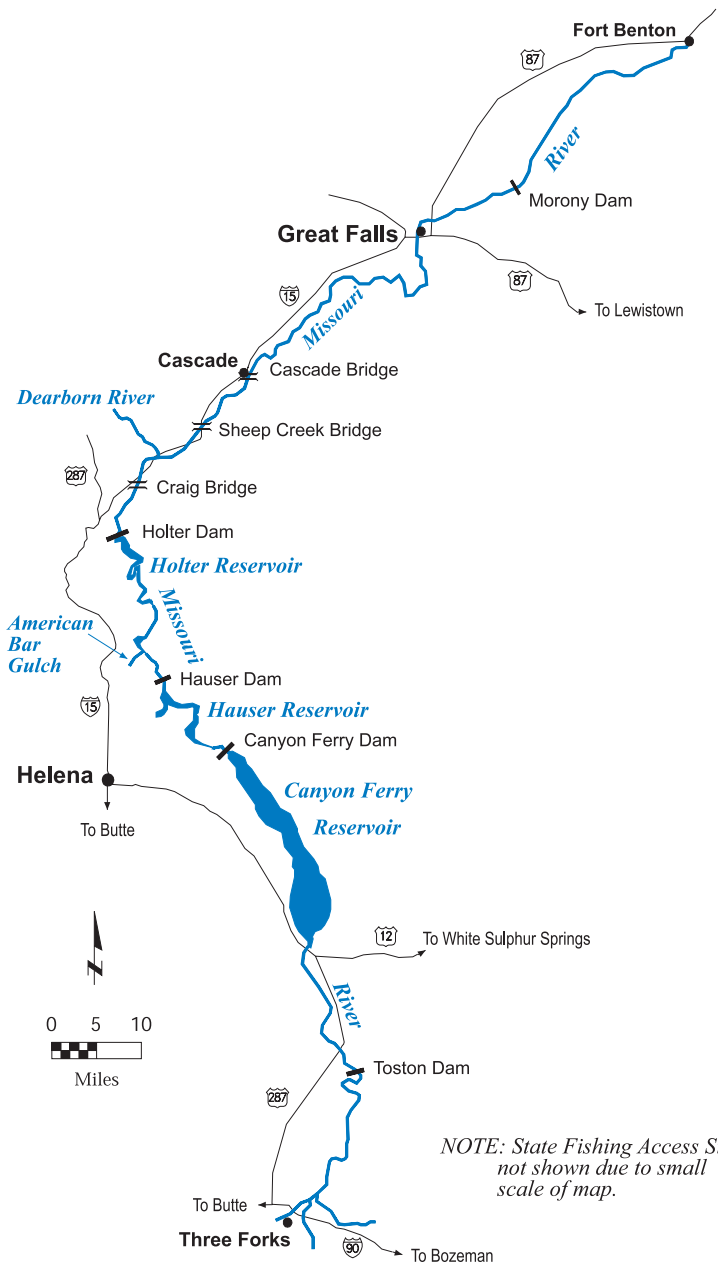 Fort Benton
87
River
Morony Dam
Great Falls
87
15
To Lewistown
Missouri
Cascade
Cascade Bridge
Dearborn River
Sheep Creek Bridge
287
Craig Bridge
Holter Dam
Holter Reservoir
Missouri
American
Bar
Gulch
Hauser Dam
15
Hauser Reservoir
Canyon Ferry Dam
Helena
Canyon Ferry
Reservoir
To Butte
12
To White Sulphur Springs
N
River
0 5 10
Miles
Toston Dam
287
NOTE: State Fishing Access
not shown due to small
scale of map.
To Butte
Three Forks
90
To Bozeman